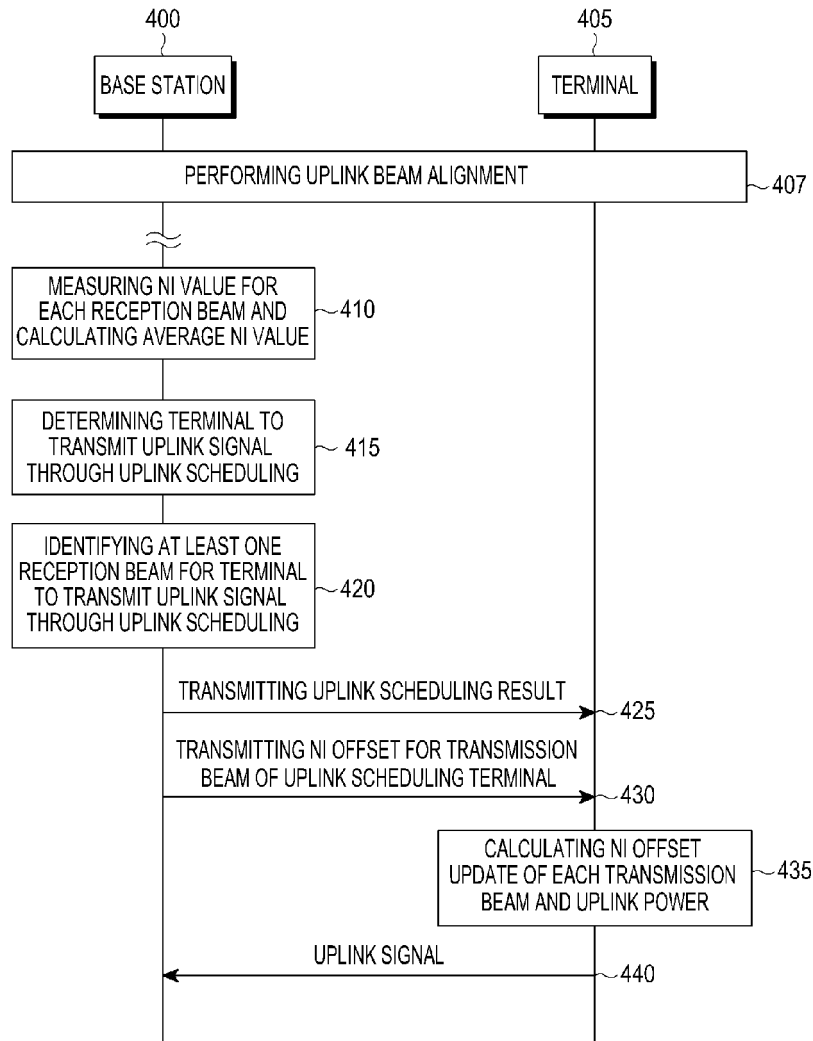 400
405
BASE STATION
TERMINAL
PERFORMING UPLINK BEAM ALIGNMENT
407
MEASURING NI VALUE FOR
EACH RECEPTION BEAM AND
CALCULATING AVERAGE NI VALUE
410
DETERMINING TERMINAL TO
TRANSMIT UPLINK SIGNAL
THROUGH UPLINK SCHEDULING
415
IDENTIFYING AT LEAST ONE
RECEPTION BEAM FOR TERMINAL
TO TRANSMIT UPLINK SIGNAL
THROUGH UPLINK SCHEDULING
420
TRANSMITTING UPLINK SCHEDULING RESULT
425
TRANSMITTING NI OFFSET FOR TRANSMISSION
BEAM OF UPLINK SCHEDULING TERMINAL
430
CALCULATING NI OFFSET
UPDATE OF EACH TRANSMISSION
BEAM AND UPLINK POWER
435
UPLINK SIGNAL
440